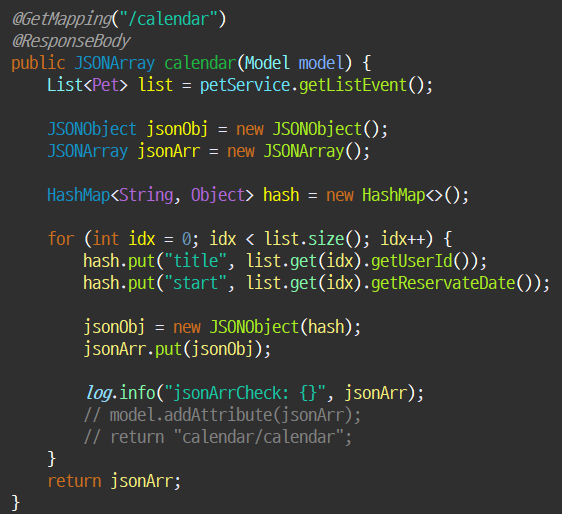 @GetMapping("/calendar")
@ResponseBody
public JSONArray calendar(Model model) {
    List<Pet> list = petService.getListEvent();

    JSONObject jsonObj = new JSONObject();
    JSONArray jsonArr = new JSONArray();

    HashMap<String, Object> hash = new HashMap<>();

    for (int idx = 0; idx < list.size(); idx++) {
        hash.put("title", list.get(idx).getUserId());
        hash.put("start", list.get(idx).getReservateDate());

        jsonObj = new JSONObject(hash);
        jsonArr.put(jsonObj);

        log.info("jsonArrCheck: {}", jsonArr);
        // model.addAttribute(jsonArr);
        // return "calendar/calendar";
    }
    return jsonArr;
}